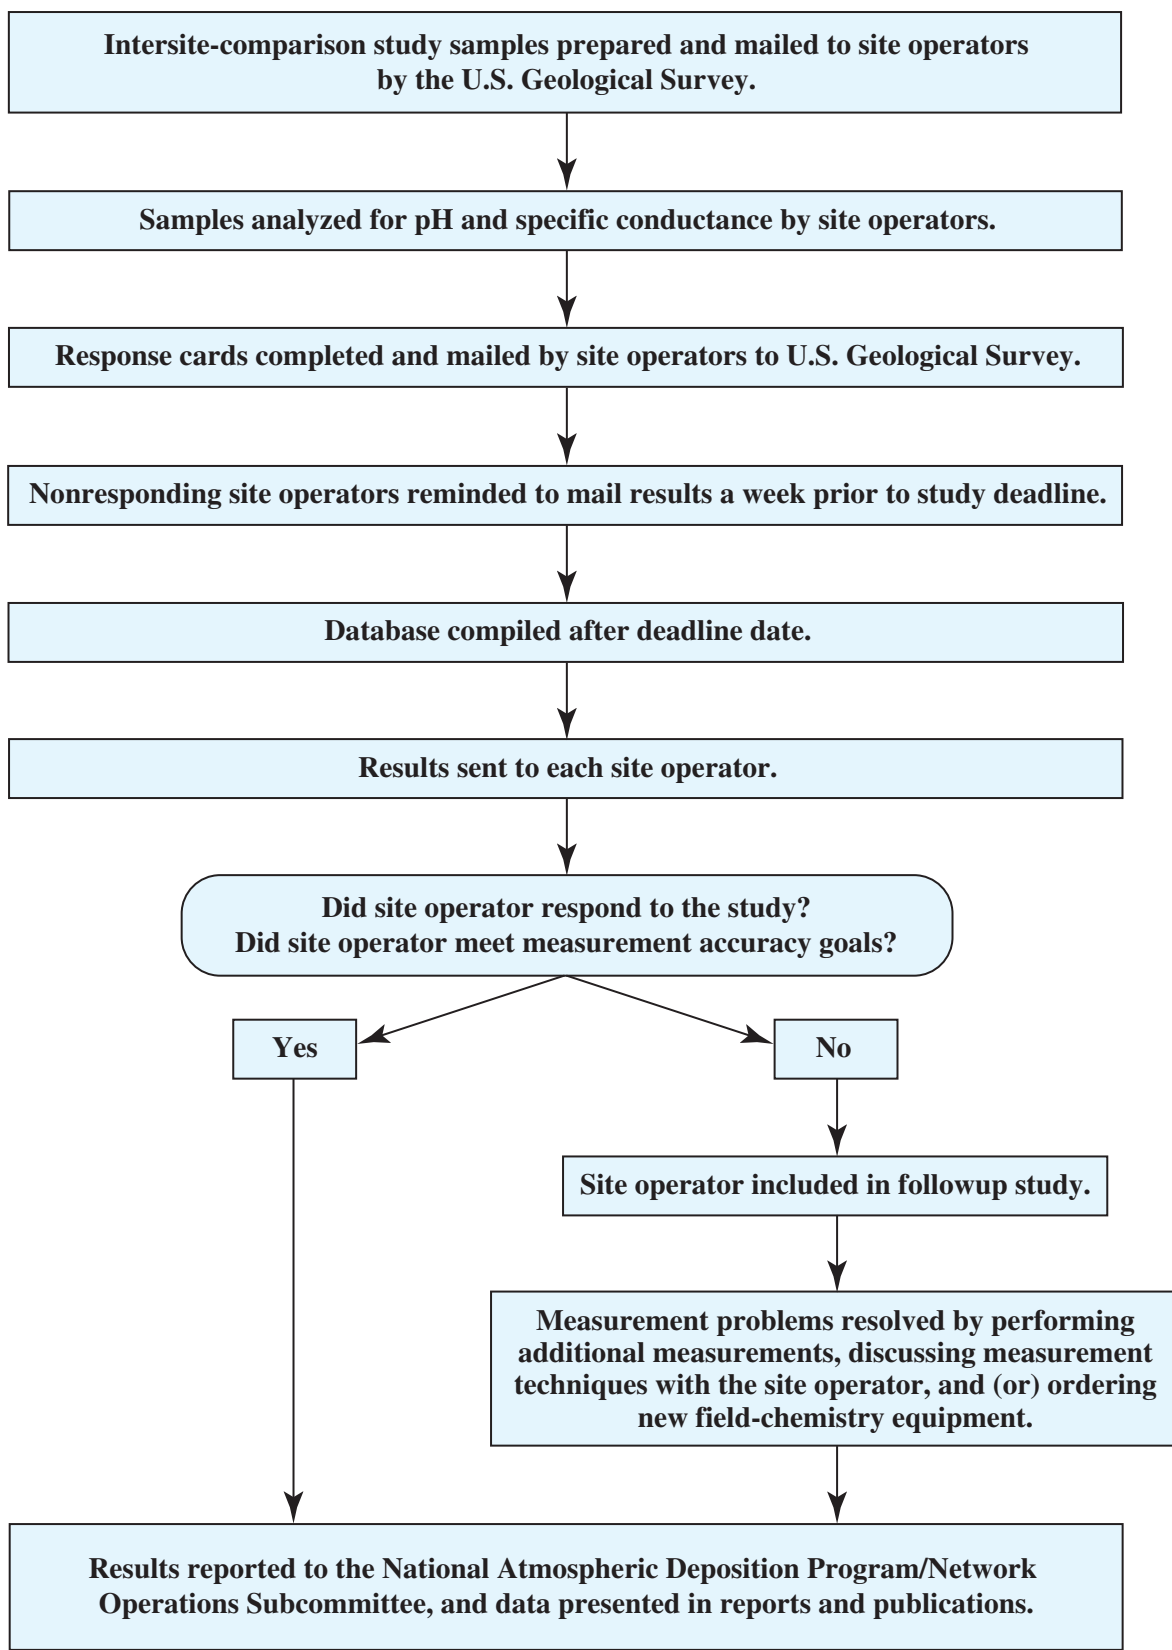 Intersite-comparison study samples prepared and mailed to site operators
by the U.S. Geological Survey.
Samples analyzed for pH and specific conductance by site operators.
Response cards completed and mailed by site operators to U.S. Geological Survey.
Nonresponding site operators reminded to mail results a week prior to study deadline.
Database compiled after deadline date.
Results sent to each site operator.
Did site operator respond to the study?
Did site operator meet measurement accuracy goals?
Yes
No
Site operator included in followup study.
Measurement problems resolved by performing
additional measurements, discussing measurement
techniques with the site operator, and (or) ordering
new field-chemistry equipment.
Results reported to the National Atmospheric Deposition Program/Network
Operations Subcommittee, and data presented in reports and publications.